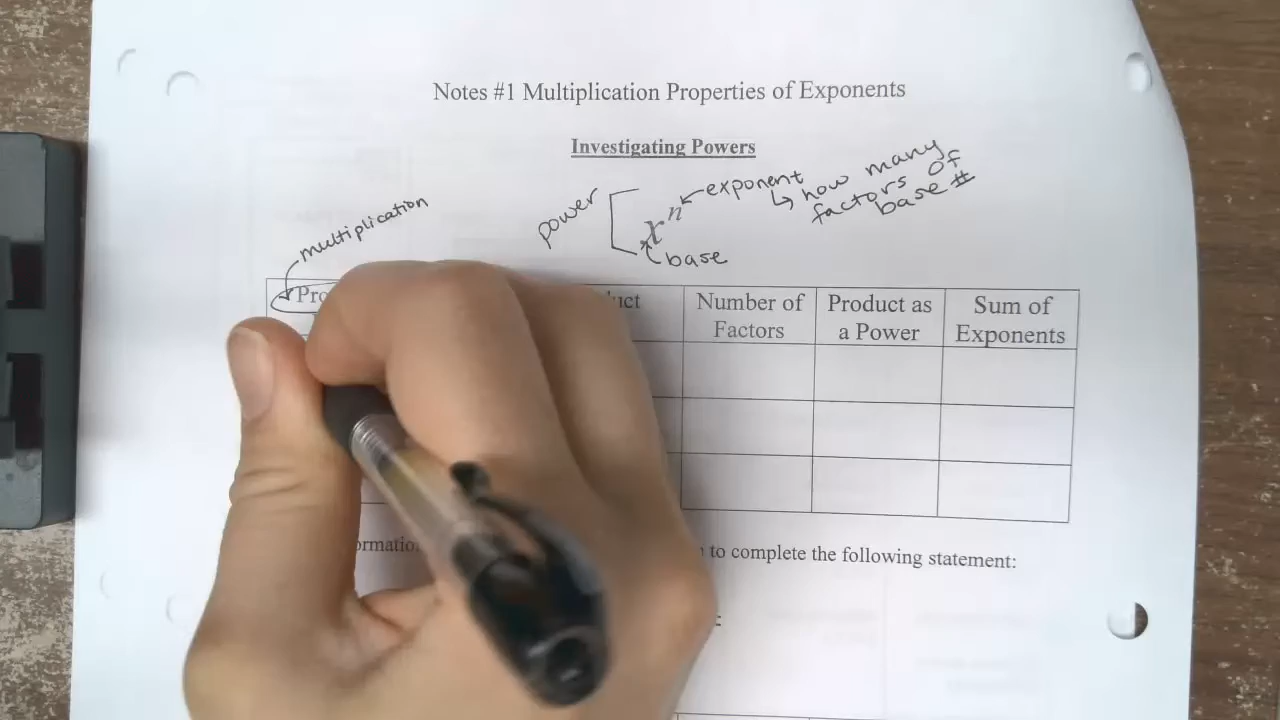 Notes #1 Multiplication Properties of Exponents
Investigating Powers
multiplication
power
x^n
exponent
how many
factors of
base #
base
Number of
Factors
Product as
a Power
Sum of
Exponents
to complete the following statement: